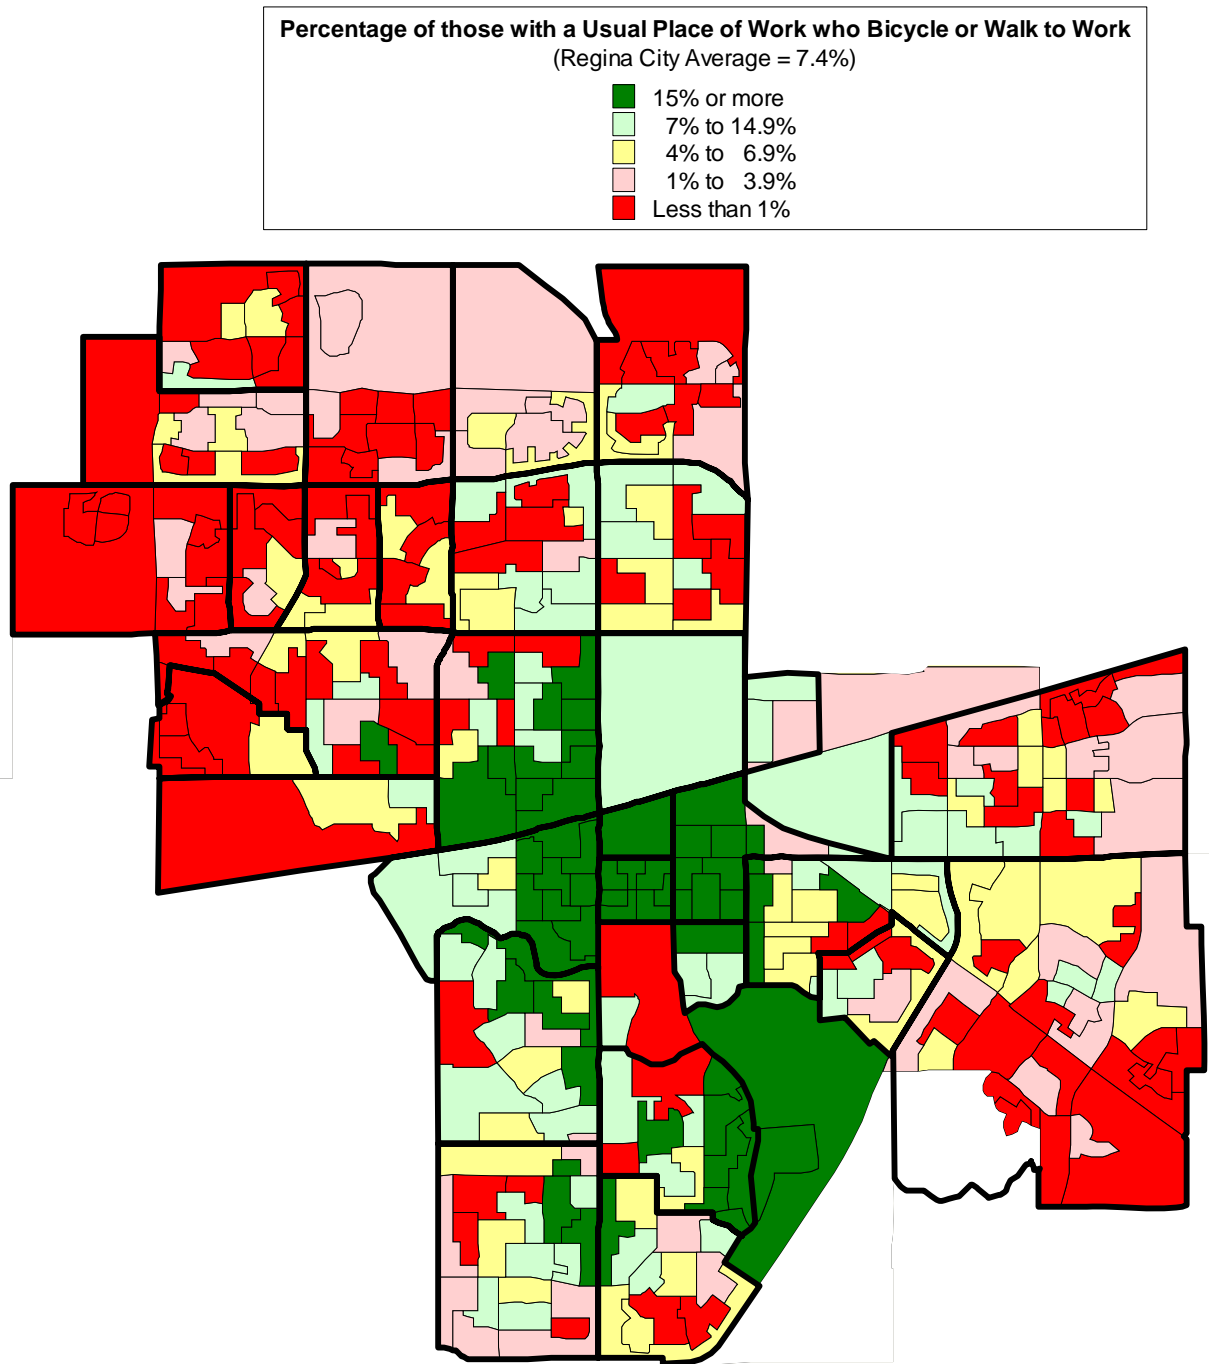 Percentage of those with a Usual Place of Work who Bicycle or Walk to Work
(Regina City Average = 7.4%)
15% or more
7% to 14.9%
4% to 6.9%
1% to 3.9%
Less than 1%